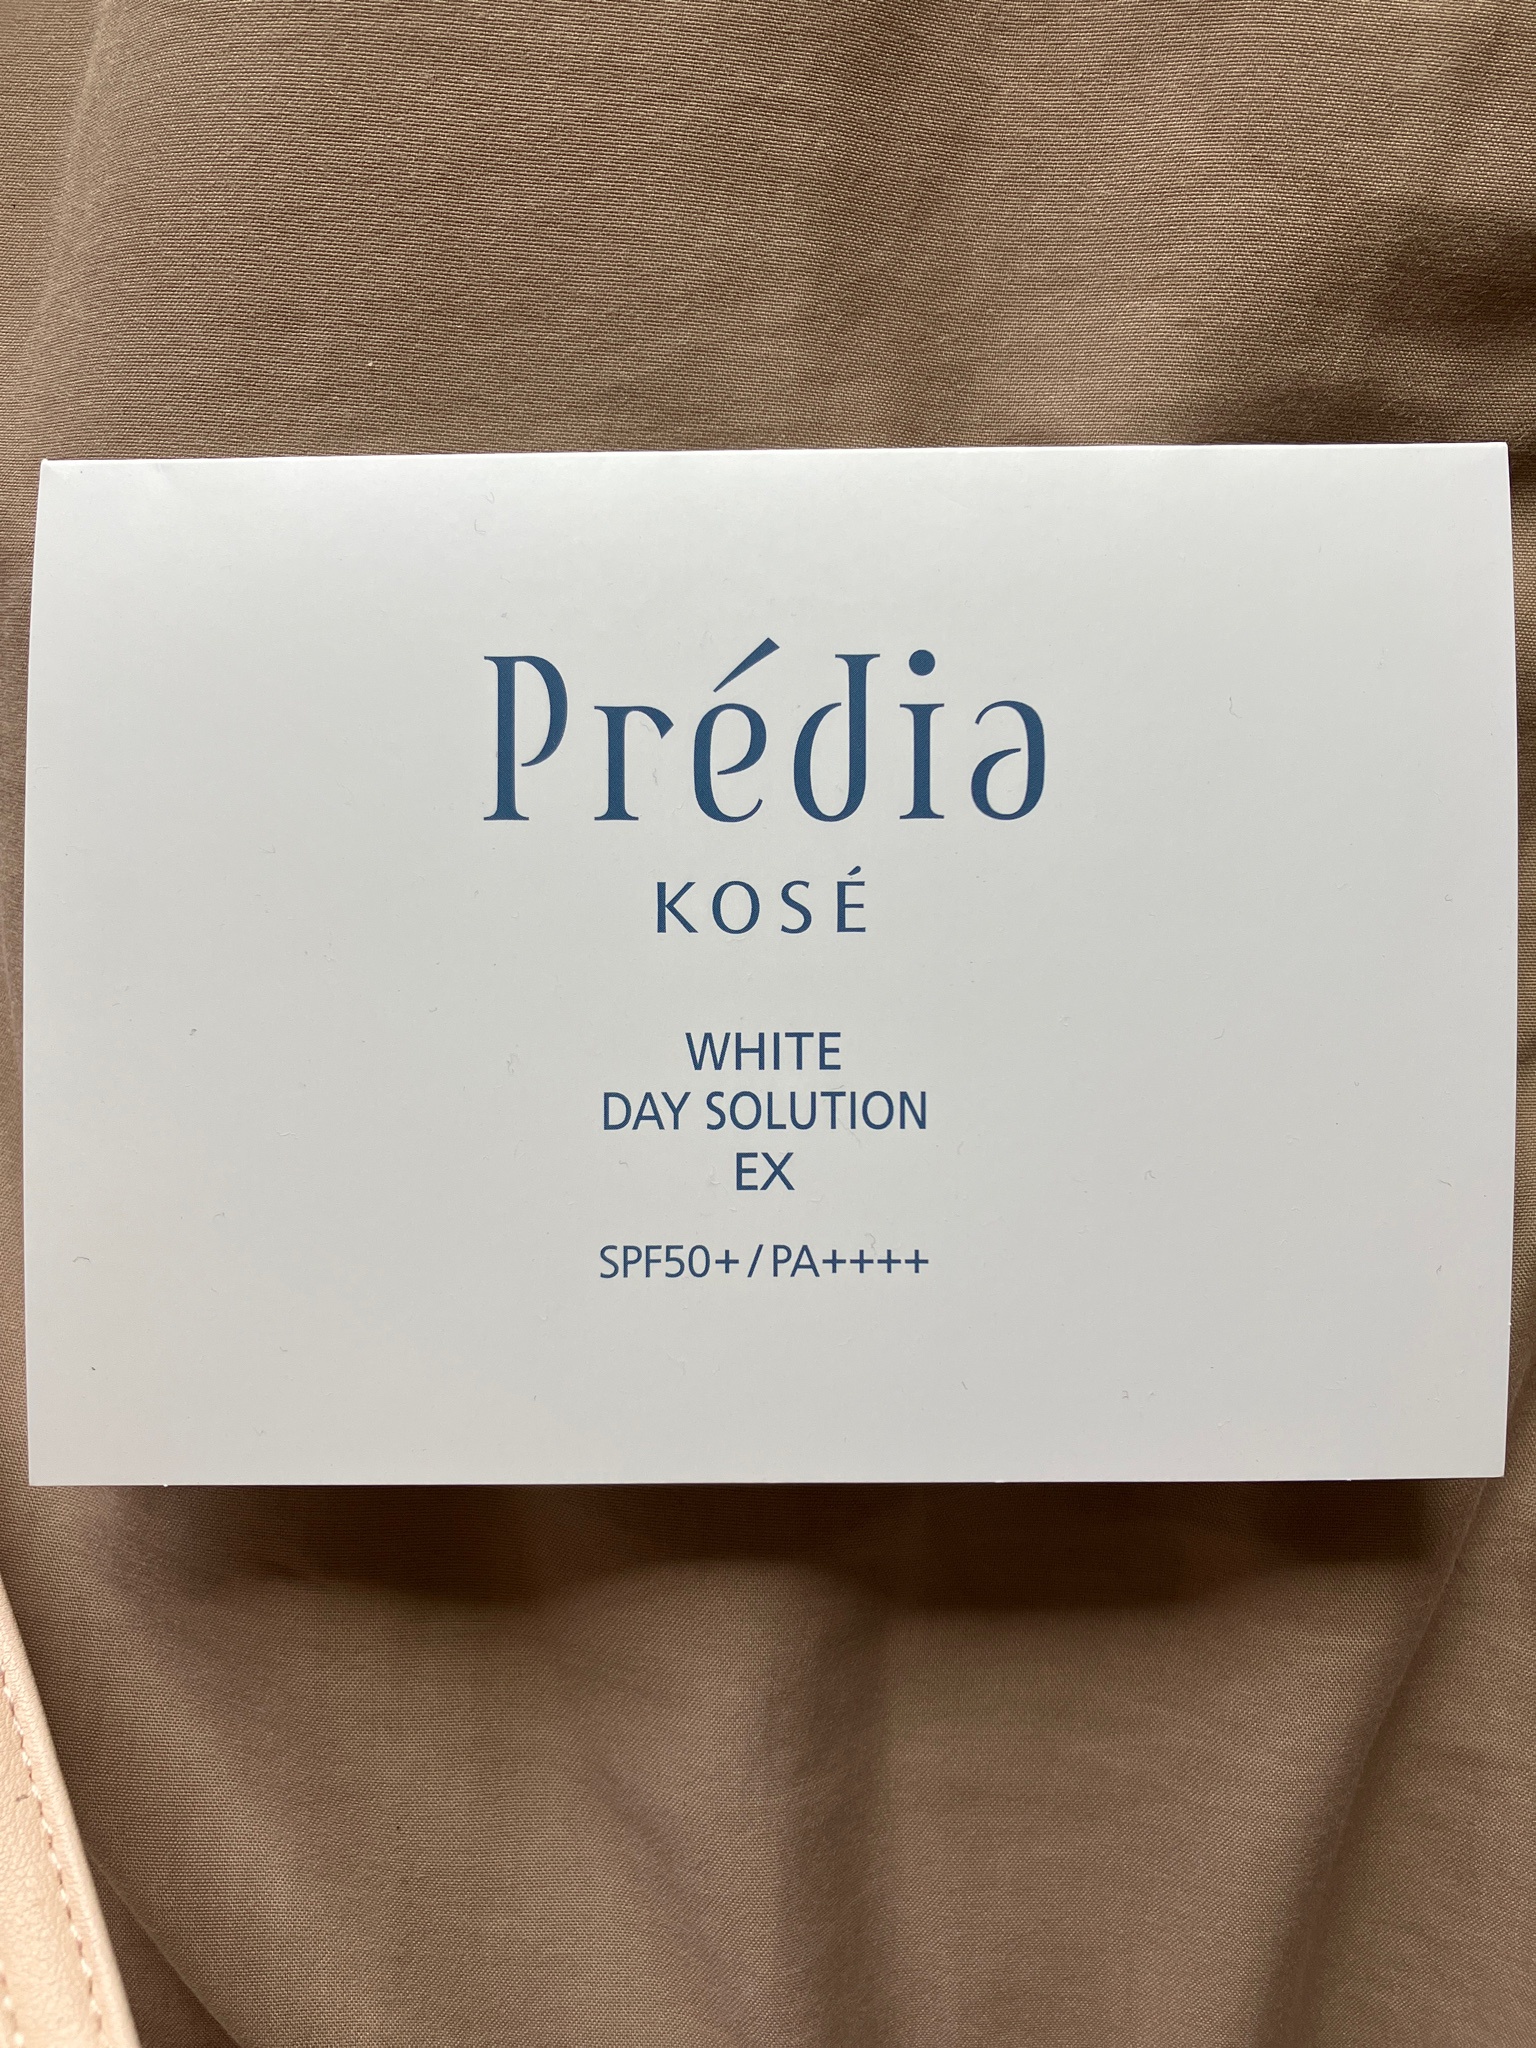 Prédia
KOSÉ
WHITE
DAY SOLUTION
EX
SPF50+/PA++++